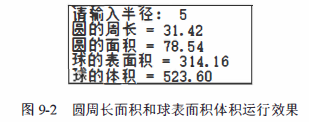 请输入半径： 5
圆的周长 = 31.42
圆的面积 = 78.54
球的表面积 = 314.16
球的体积 = 523.60
图 9-2 圆周长面积和球表面积体积运行效果